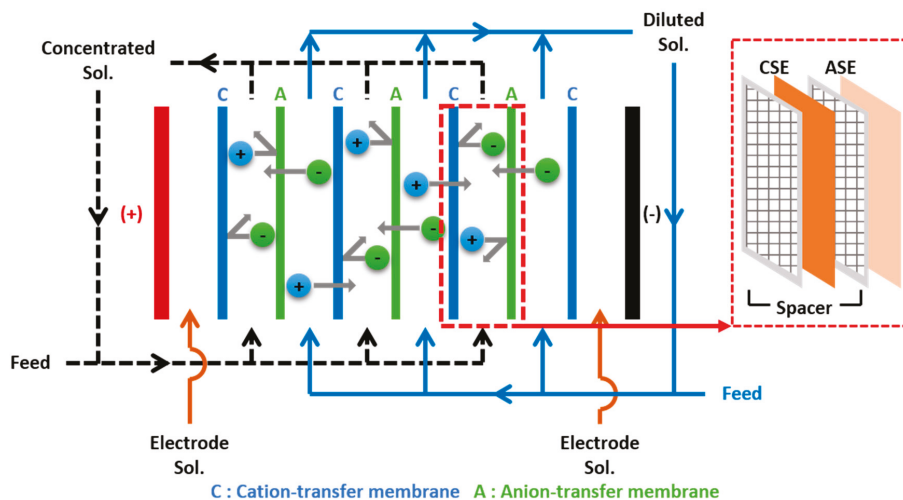 Concentrated
Sol.
Diluted
Sol.
C A C A C A C
CSE ASE
+ - + - + - + - + - + -
(+) (-)
Spacer
Feed
Feed
Electrode
Sol.
Electrode
Sol.
C : Cation-transfer membrane A : Anion-transfer membrane